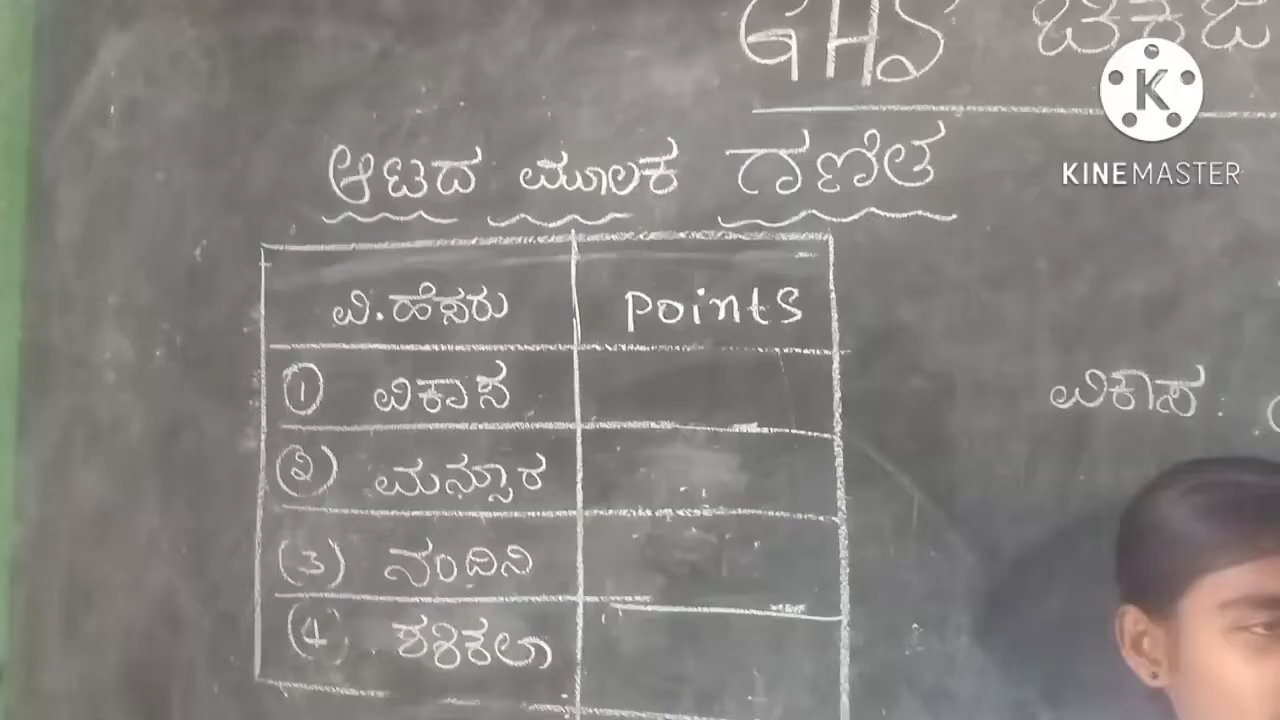 GHS
KINEMASTER
ಆಟದ ಮೂಲಕ ಗಣಿತ
ವಿ.ಹೆಸರು points
① ವಿಕಾಸ
② ಮನ್ಸೂರ
(3) ನಂದಿನಿ
(4) ಶಶಿಕಲಾ
ವಿಕಾಸ